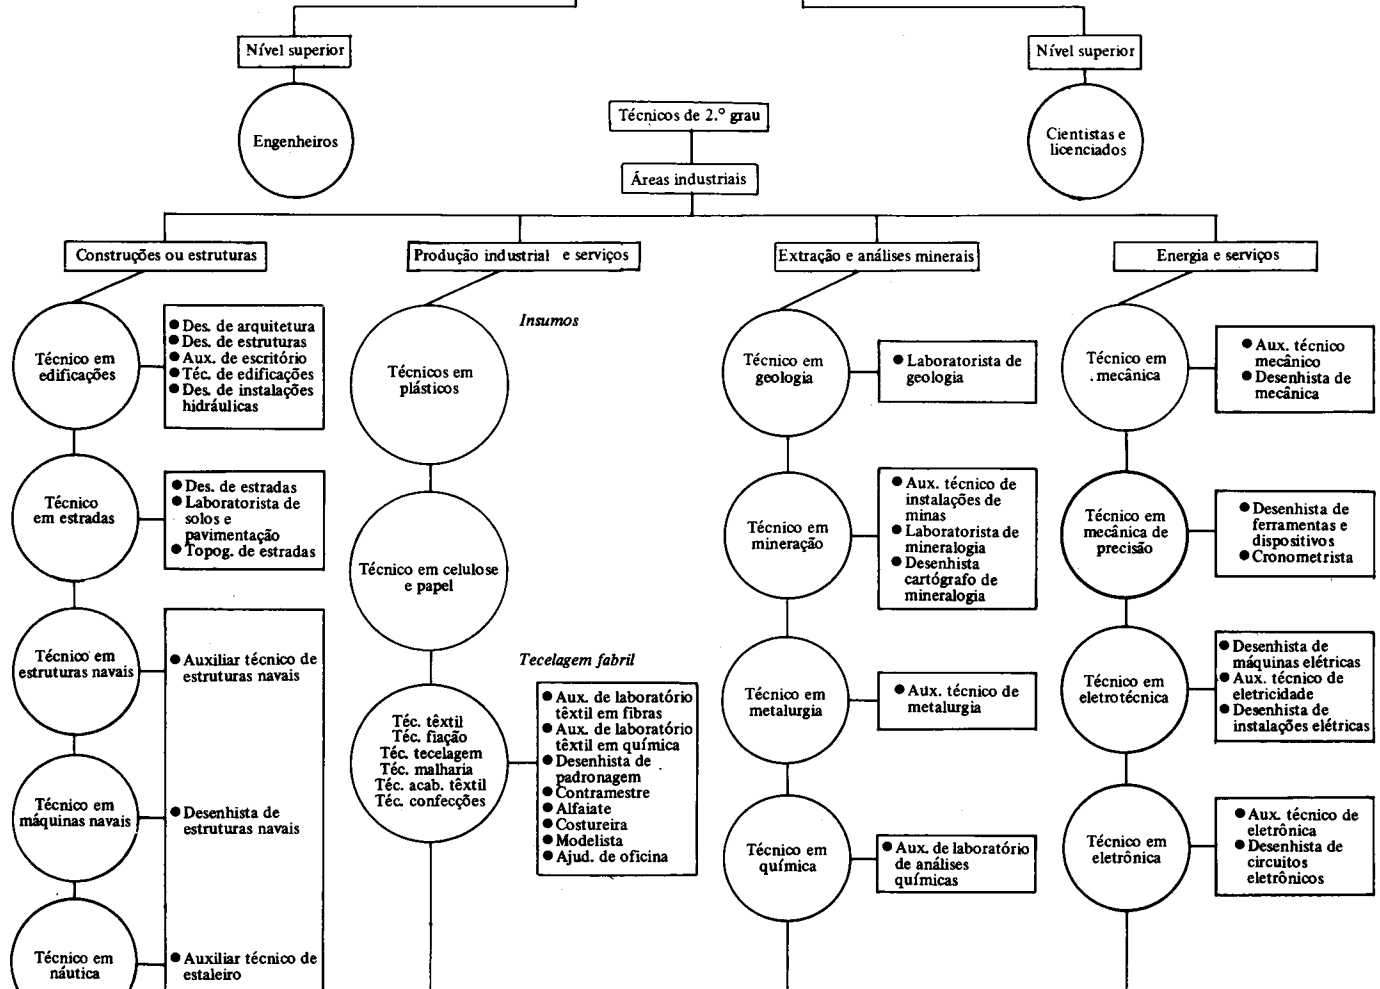 Nível superior
Engenheiros
Nível superior
Cientistas e
licenciados
Técnicos de 2.° grau
Áreas industriais
Construções ou estruturas
Técnico em
edificações
● Des. de arquitetura
● Des. de estruturas
● Aux. de escritório
● Téc. de edificações
● Des. de instalações
hidráulicas
Técnico
em estradas
● Des. de estradas
● Laboratorista de
solos e
pavimentação
● Topog. de estradas
Técnico em
estruturas navais
● Auxiliar técnico de
estruturas navais
Técnico em
máquinas navais
● Desenhista de
estruturas navais
Técnico em
náutica
● Auxiliar técnico de
estaleiro
Produção industrial e serviços
Insumos
Técnicos em
plásticos
Técnico em celulose
e papel
Tecelagem fabril
Téc. têxtil
Téc. fiação
Téc. tecelagem
Téc. malharia
Téc. acab. têxtil
Téc. confecções
● Aux. de laboratório
têxtil em fibras
● Aux. de laboratório
têxtil em química
● Desenhista de
padronagem
● Contramestre
● Alfaiate
● Costureira
● Modelista
● Ajud. de oficina
Extração e análises minerais
Técnico em
geologia
● Laboratorista de
geologia
Técnico em
mineração
● Aux. técnico de
instalações de
minas
● Laboratorista de
mineralogia
● Desenhista
cartógrafo de
mineralogia
Técnico em
metalurgia
● Aux. técnico de
metalurgia
Técnico em
química
● Aux. de laboratório
de análises
químicas
Energia e serviços
Técnico em
mecânica
● Aux. técnico
mecânico
● Desenhista de
mecânica
Técnico em
mecânica de
precisão
● Desenhista de
ferramentas e
dispositivos
● Cronometrista
Técnico em
eletrotécnica
● Desenhista de
máquinas elétricas
● Aux. técnico de
eletricidade
● Desenhista de
instalações elétricas
Técnico em
eletrônica
● Aux. técnico de
eletrônica
● Desenhista de
circuitos
eletrônicos